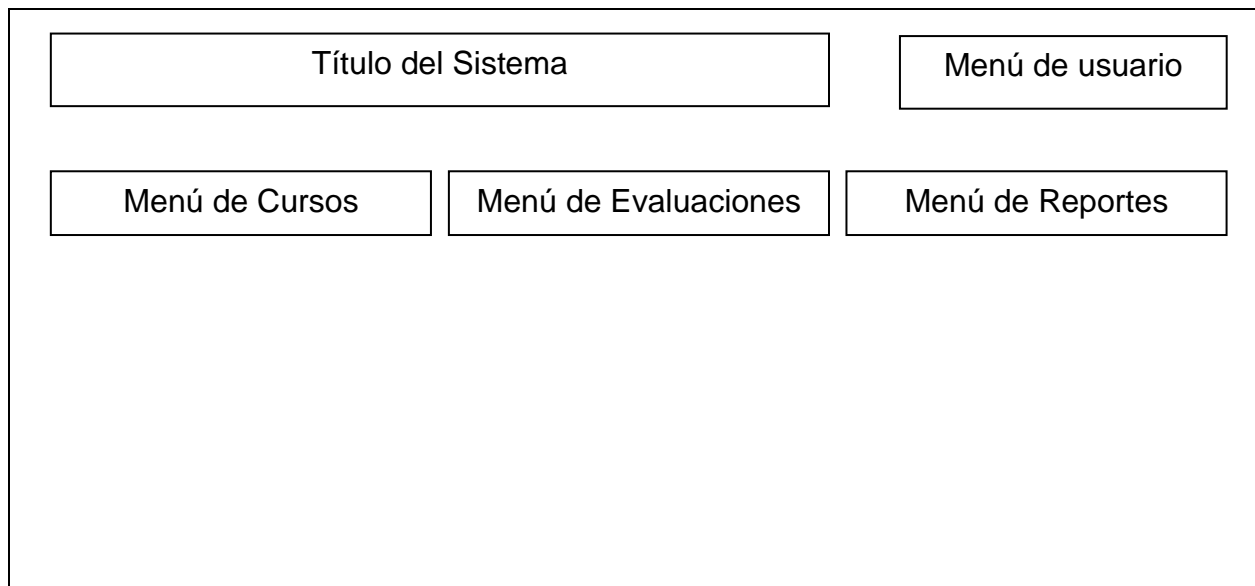 Título del Sistema
Menú de usuario
Menú de Cursos
Menú de Evaluaciones
Menú de Reportes